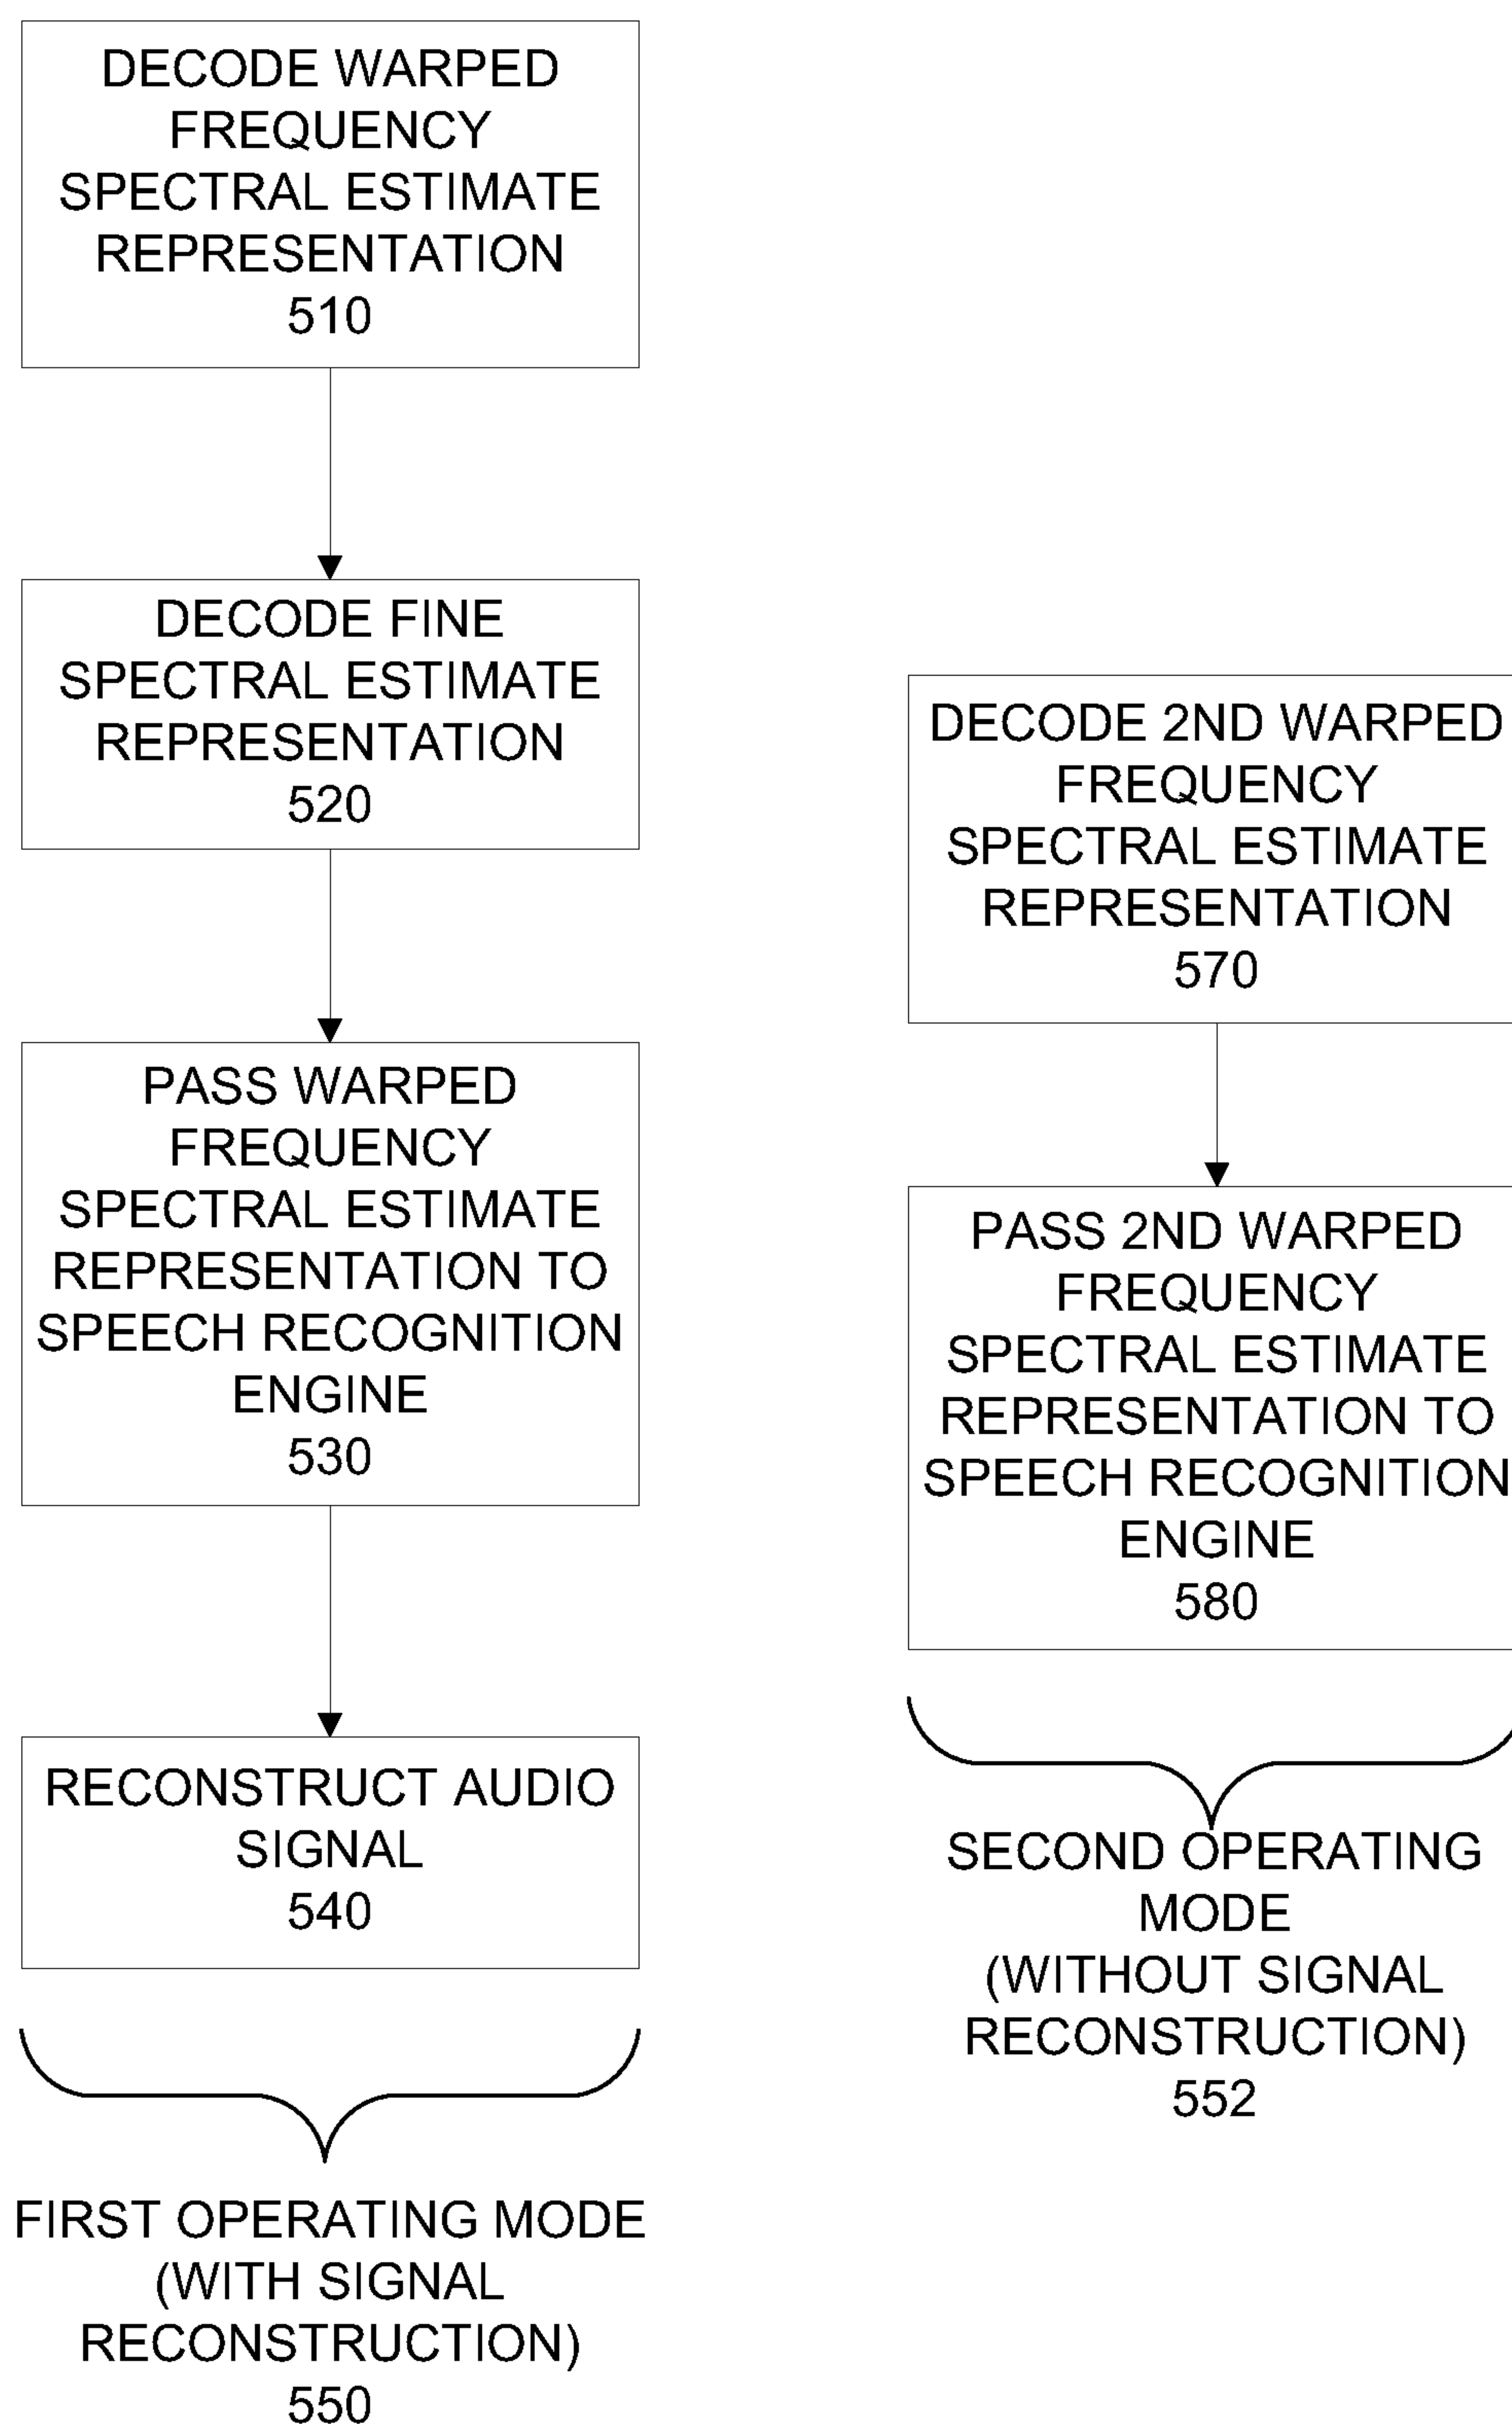 DECODE WARPED
FREQUENCY
SPECTRAL ESTIMATE
REPRESENTATION
510
DECODE FINE
SPECTRAL ESTIMATE
REPRESENTATION
520
PASS WARPED
FREQUENCY
SPECTRAL ESTIMATE
REPRESENTATION TO
SPEECH RECOGNITION
ENGINE
530
RECONSTRUCT AUDIO
SIGNAL
540
FIRST OPERATING MODE
(WITH SIGNAL
RECONSTRUCTION)
550
DECODE 2ND WARPED
FREQUENCY
SPECTRAL ESTIMATE
REPRESENTATION
570
PASS 2ND WARPED
FREQUENCY
SPECTRAL ESTIMATE
REPRESENTATION TO
SPEECH RECOGNITION
ENGINE
580
SECOND OPERATING
MODE
(WITHOUT SIGNAL
RECONSTRUCTION)
552